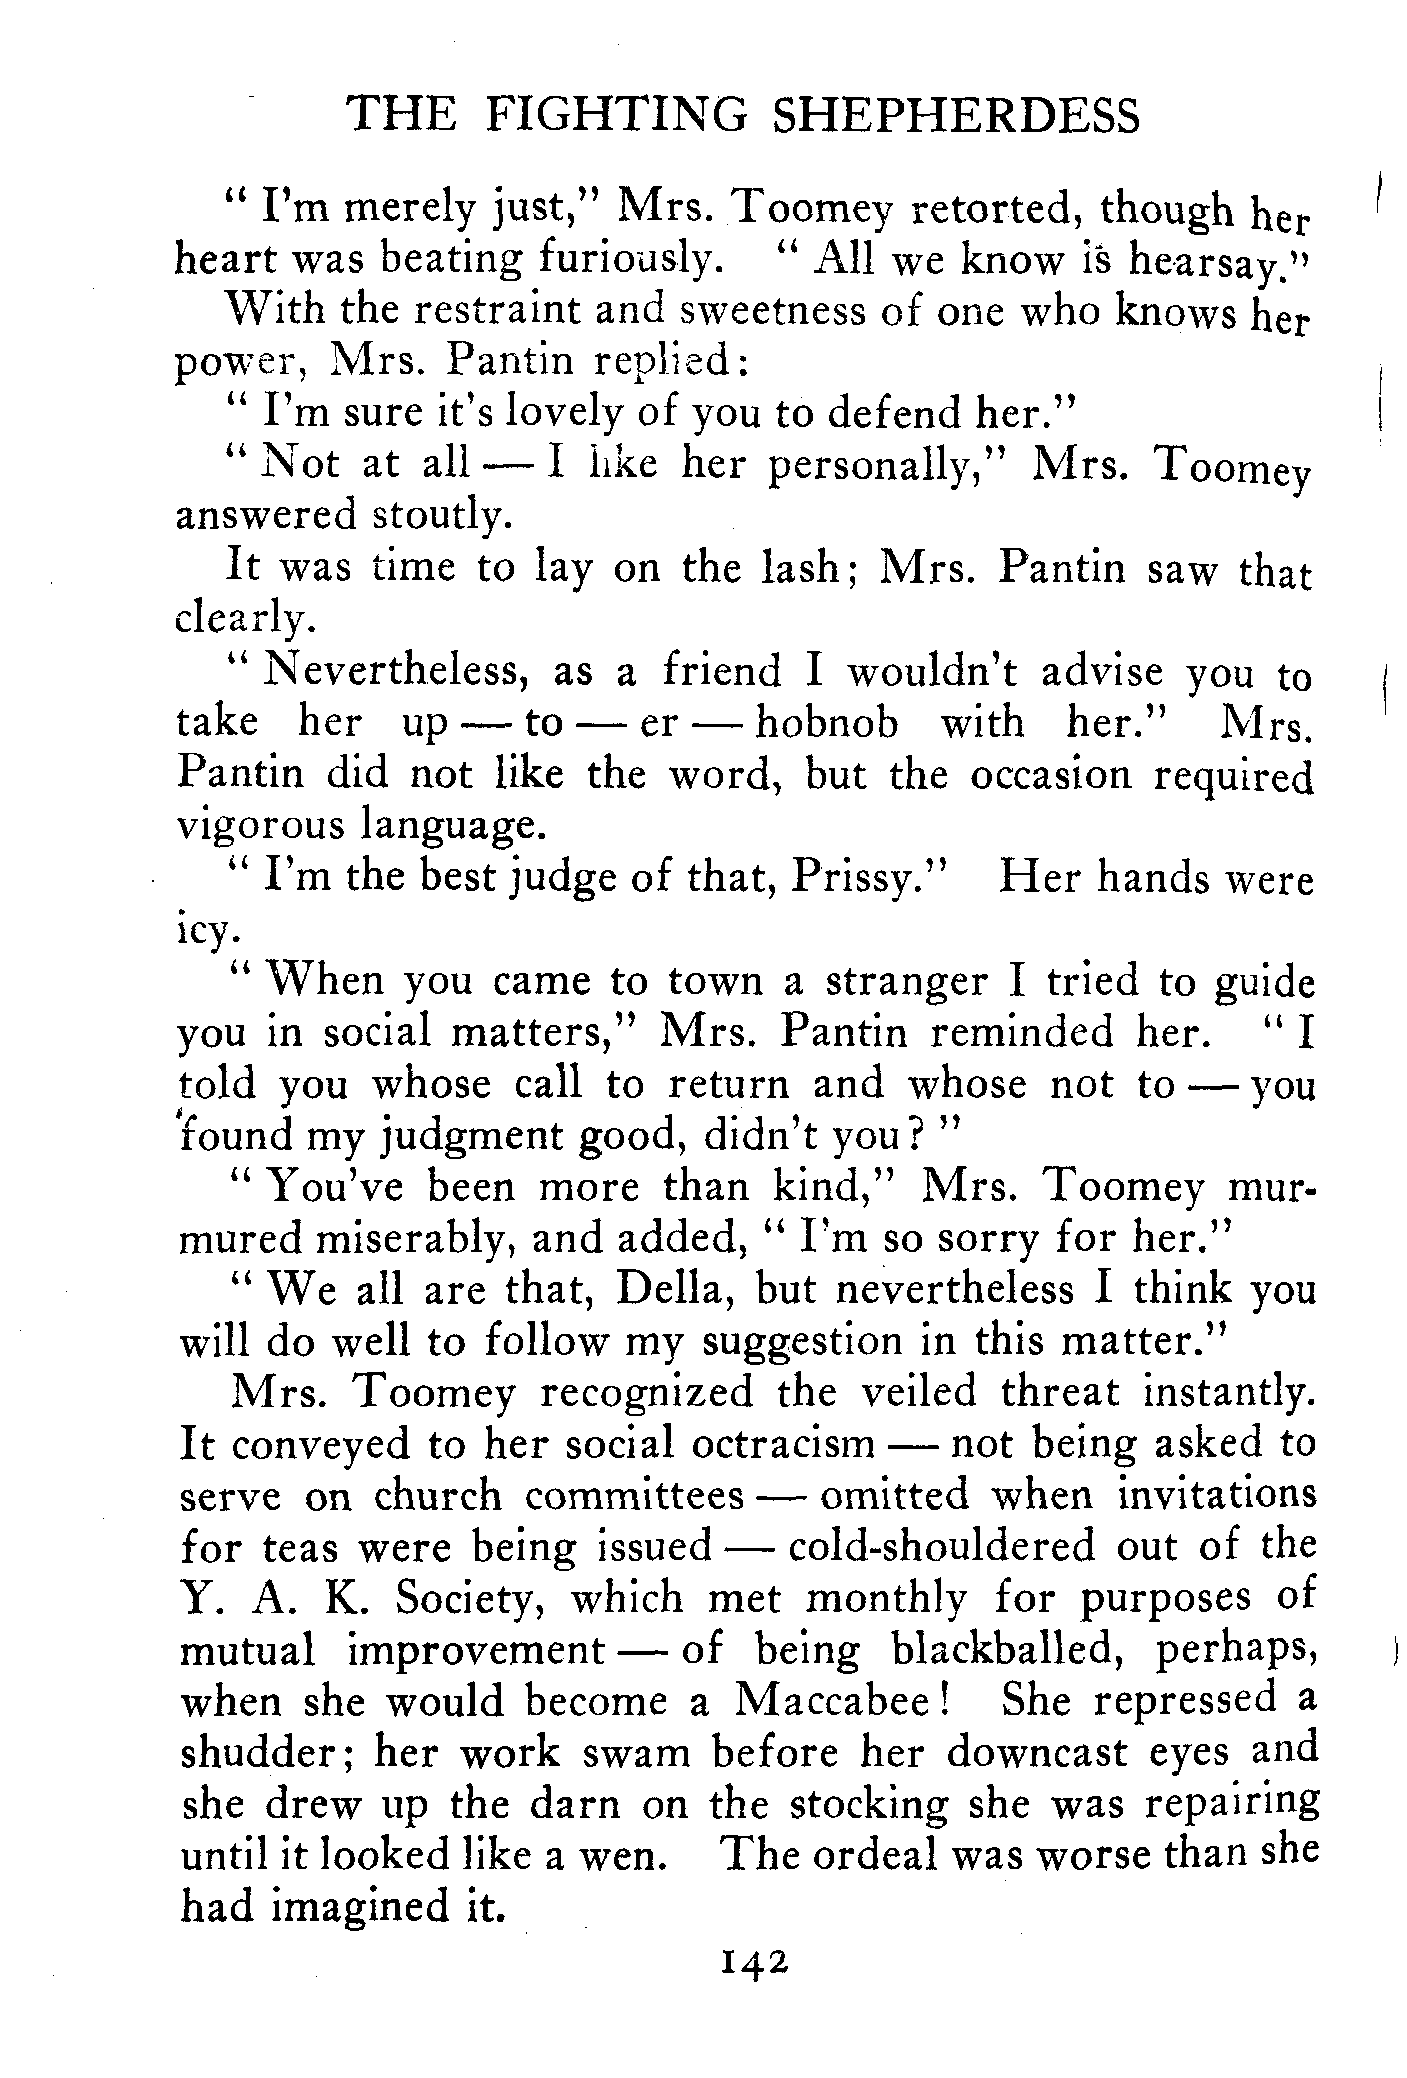 THE FIGHTING SHEPHERDESS
" I'm merely just," Mrs. Toomey retorted, though her
heart was beating furiously. " All we know is hearsay."
With the restraint and sweetness of one who knows her
power, Mrs. Pantin replied:
" I'm sure it's lovely of you to defend her."
" Not at all — I like her personally," Mrs. Toomey
answered stoutly.
It was time to lay on the lash; Mrs. Pantin saw that
clearly.
" Nevertheless, as a friend I wouldn't advise you to
take her up — to — er — hobnob with her." Mrs.
Pantin did not like the word, but the occasion required
vigorous language.
" I'm the best judge of that, Prissy." Her hands were
icy.
" When you came to town a stranger I tried to guide
you in social matters," Mrs. Pantin reminded her. " I
told you whose call to return and whose not to — you
found my judgment good, didn't you? "
" You've been more than kind," Mrs. Toomey mur-
mured miserably, and added, " I'm so sorry for her."
" We all are that, Della, but nevertheless I think you
will do well to follow my suggestion in this matter."
Mrs. Toomey recognized the veiled threat instantly.
It conveyed to her social octracism — not being asked to
serve on church committees — omitted when invitations
for teas were being issued — cold-shouldered out of the
Y. A. K. Society, which met monthly for purposes of
mutual improvement — of being blackballed, perhaps,
when she would become a Maccabee! She repressed a
shudder; her work swam before her downcast eyes and
she drew up the darn on the stocking she was repairing
until it looked like a wen. The ordeal was worse than she
had imagined it.
142